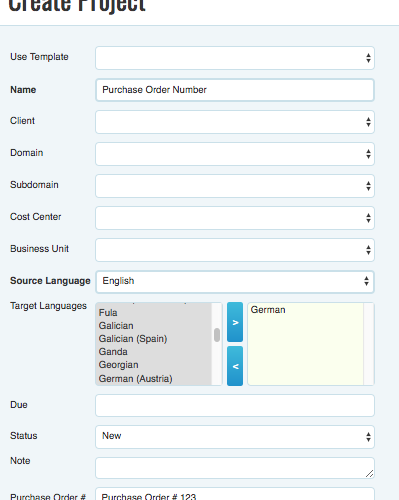 Create Project
Use Template
Name Purchase Order Number
Client
Domain
Subdomain
Cost Center
Business Unit
Source Language English
Target Languages
Fula
Galician
Galician (Spain)
Ganda
Georgian
German (Austria)
>
<
German
Due
Status New
Note
Purchase Order # Purchase Order # 123